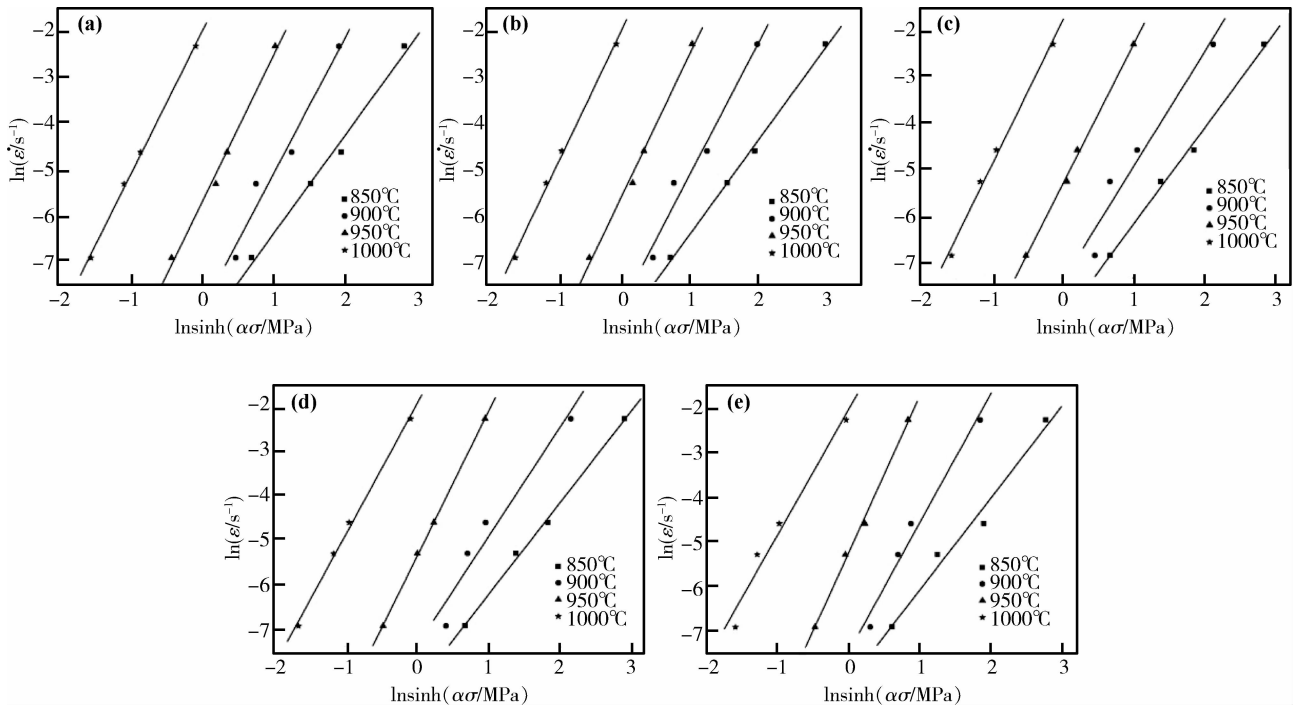 (a)
−2
−3
−4
−5
−6
−7
ln(ε̇/s⁻¹)
■ 850℃
● 900℃
▲ 950℃
★ 1000℃
−2 −1 0 1 2 3
lnsinh(ασ/MPa)
(b)
−2
−3
−4
−5
−6
−7
ln(ε̇/s⁻¹)
■ 850℃
● 900℃
▲ 950℃
★ 1000℃
−2 −1 0 1 2 3
lnsinh(ασ/MPa)
(c)
−2
−3
−4
−5
−6
−7
ln(ε̇/s⁻¹)
■ 850℃
● 900℃
▲ 950℃
★ 1000℃
−2 −1 0 1 2 3
lnsinh(ασ/MPa)
(d)
−2
−3
−4
−5
−6
−7
ln(ε̇/s⁻¹)
■ 850℃
● 900℃
▲ 950℃
★ 1000℃
−2 −1 0 1 2 3
lnsinh(ασ/MPa)
(e)
−2
−3
−4
−5
−6
−7
ln(ε̇/s⁻¹)
■ 850℃
● 900℃
▲ 950℃
★ 1000℃
−2 −1 0 1 2 3
lnsinh(ασ/MPa)